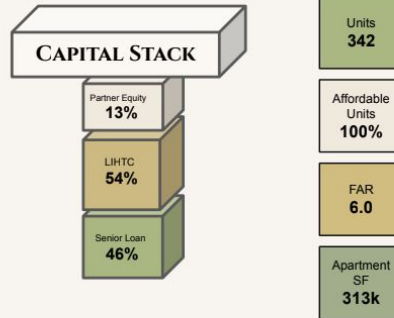 CAPITAL STACK
Partner Equity
13%
LIHTC
54%
Senior Loan
46%
Units
342
Affordable
Units
100%
FAR
6.0
Apartment
SF
313k